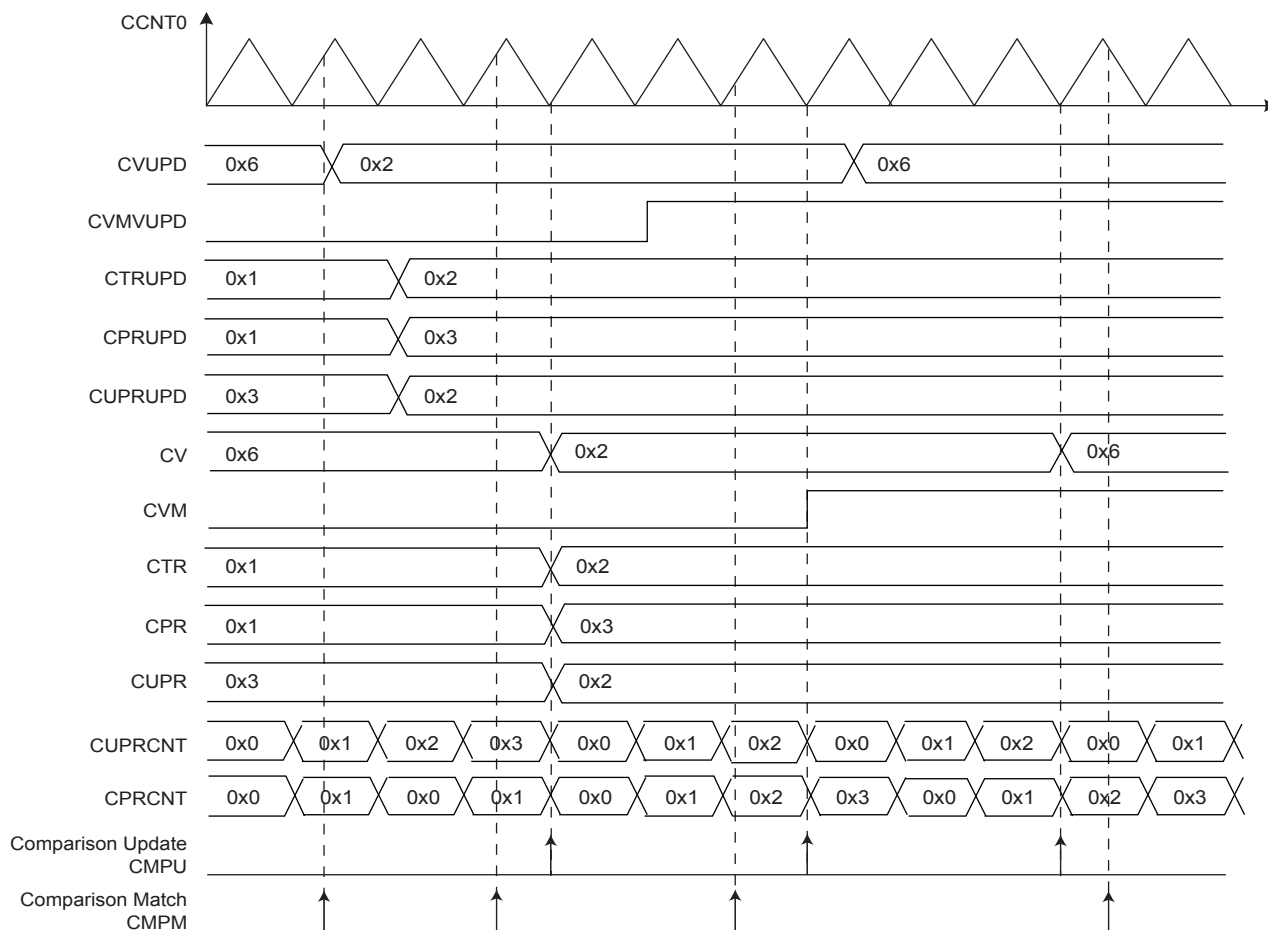 CCNT0
CVUPD 0x6 0x2 0x6
CVMVUPD
CTRUPD 0x1 0x2
CPRUPD 0x1 0x3
CUPRUPD 0x3 0x2
CV 0x6 0x2 0x6
CVM
CTR 0x1 0x2
CPR 0x1 0x3
CUPR 0x3 0x2
CUPRCNT 0x0 0x1 0x2 0x3 0x0 0x1 0x2 0x0 0x1 0x2 0x0 0x1
CPRCNT 0x0 0x1 0x0 0x1 0x0 0x1 0x2 0x3 0x0 0x1 0x2 0x3
Comparison Update
CMPU
Comparison Match
CMPM